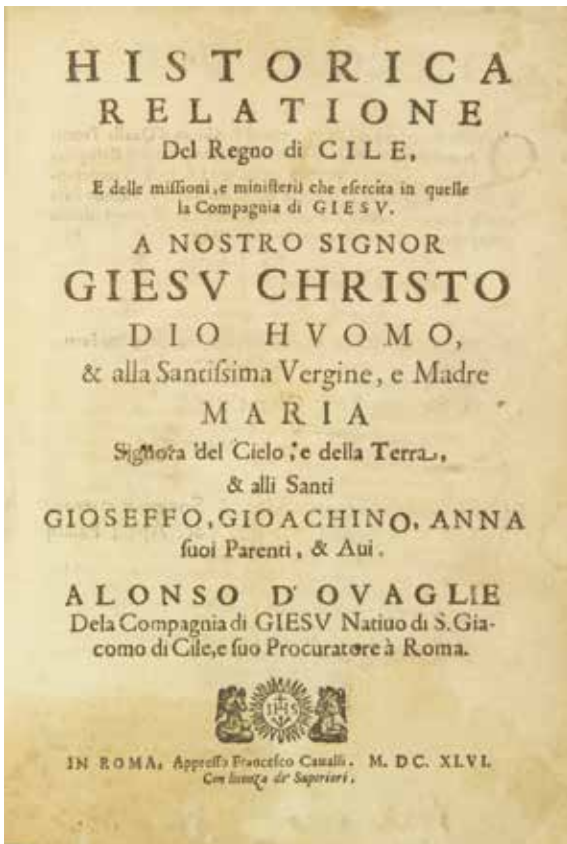 HISTORICA
RELATIONE
Del Regno di CILE,
E delle miſſioni, e miniſterij che eſercita in quelle
la Compagnia di GIESV.
A NOSTRO SIGNOR
GIESV CHRISTO
DIO HVOMO,
& alla Santiſsima Vergine, e Madre
MARIA
Signora del Cielo, e della Terra,
& alli Santi
GIOSEFFO, GIOACHINO, ANNA
ſuoi Parenti, & Aui.
ALONSO D' OVAGLIE
Dela Compagnia di GIESV Natiuo di S. Gia-
como di Cile, e ſuo Procuratore à Roma.
IHS
IN ROMA, Appreſſo Franceſco Caualli. M. DC. XLVI.
Con licenza de' Superiori.